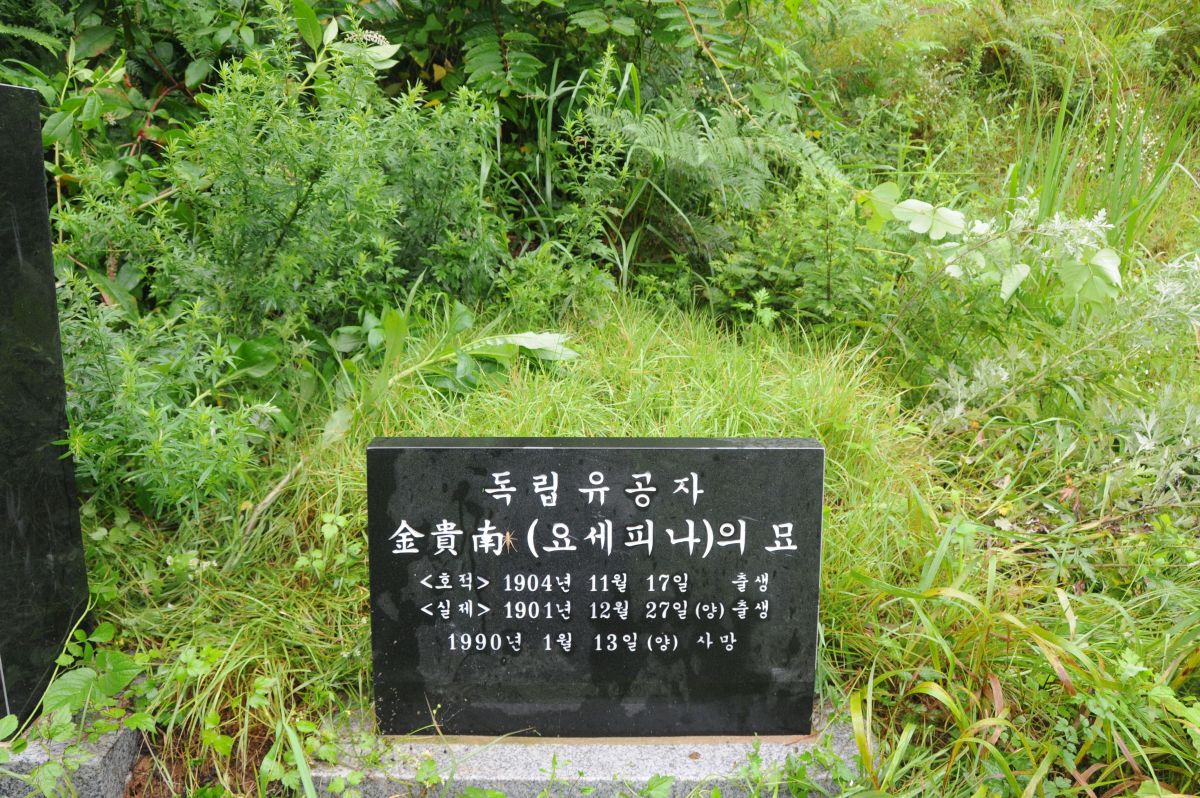 독립유공자
金貴南 (요세피나)의 묘
<호적> 1904년 11월 17일 출생
<실제> 1901년 12월 27일(양) 출생
1990년 1월 13일(양) 사망